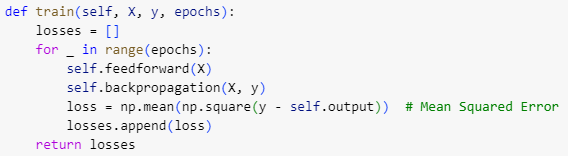 def train(self, X, y, epochs):
    losses = []
    for _ in range(epochs):
        self.feedforward(X)
        self.backpropagation(X, y)
        loss = np.mean(np.square(y - self.output))  # Mean Squared Error
        losses.append(loss)
    return losses